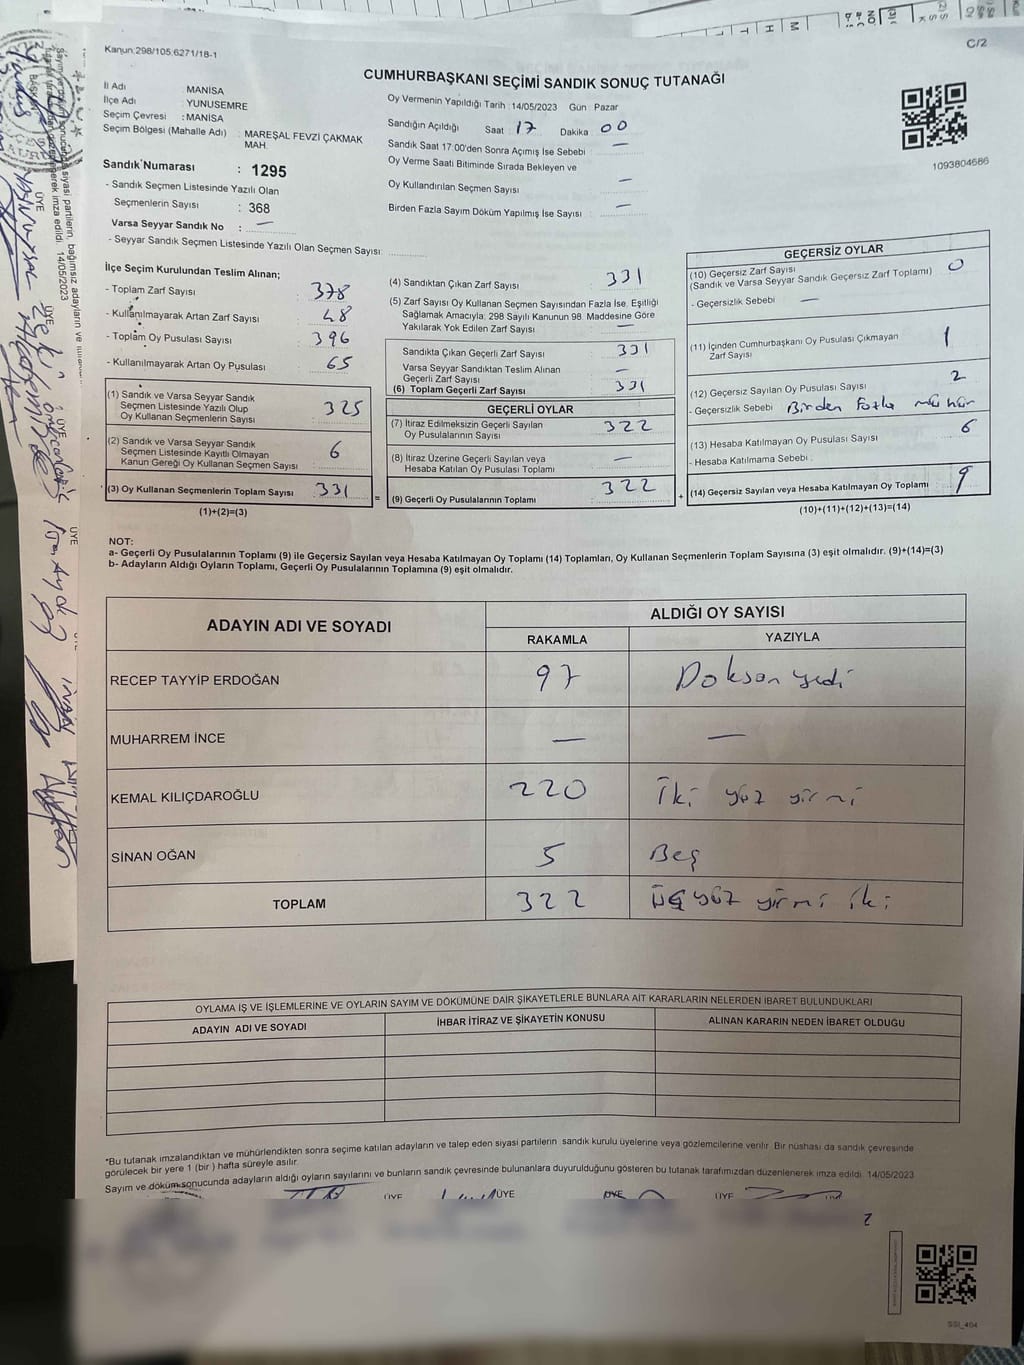 Kanun:298/105.6271/18-1
C/2
CUMHURBAŞKANI SEÇİMİ SANDIK SONUÇ TUTANAĞI
İl Adı MANİSA
İlçe Adı : YUNUSEMRE
Seçim Çevresi : MANİSA
Seçim Bölgesi (Mahalle Adı) : MAREŞAL FEVZİ ÇAKMAK MAH.
Sandık Numarası : 1295
- Sandık Seçmen Listesinde Yazılı Olan
Seçmenlerin Sayısı : 368
Varsa Seyyar Sandık No : —
- Seyyar Sandık Seçmen Listesinde Yazılı Olan Seçmen Sayısı:
Oy Vermenin Yapıldığı Tarih :14/05/2023 Gün : Pazar
Sandığın Açıldığı Saat : 17 Dakika 00
Sandık Saat 17:00'den Sonra Açımış İse Sebebi : —
Oy Verme Saati Bitiminde Sırada Bekleyen ve
Oy Kullandırılan Seçmen Sayısı : —
Birden Fazla Sayım Döküm Yapılmış İse Sayısı : —
1093804686
İlçe Seçim Kurulundan Teslim Alınan;
- Toplam Zarf Sayısı : 378
- Kullanılmayarak Artan Zarf Sayısı : 48
- Toplam Oy Pusulası Sayısı : 396
- Kullanılmayarak Artan Oy Pusulası : 65
(1) Sandık ve Varsa Seyyar Sandık
Seçmen Listesinde Yazılı Olup
Oy Kullanan Seçmenlerin Sayısı : 325
(2) Sandık ve Varsa Seyyar Sandık
Seçmen Listesinde Kayıtlı Olmayan
Kanun Gereği Oy Kullanan Seçmen Sayısı : 6
(3) Oy Kullanan Seçmenlerin Toplam Sayısı : 331
(1)+(2)=(3)
=
(4) Sandıktan Çıkan Zarf Sayısı : 331
(5) Zarf Sayısı Oy Kullanan Seçmen Sayısından Fazla İse, Eşitliği
Sağlamak Amacıyla; 298 Sayılı Kanunun 98. Maddesine Göre
Yakılarak Yok Edilen Zarf Sayısı : —
Sandıkta Çıkan Geçerli Zarf Sayısı : 331
Varsa Seyyar Sandıktan Teslim Alınan
Geçerli Zarf Sayısı : —
(6) Toplam Geçerli Zarf Sayısı : 331
GEÇERLİ OYLAR
(7) İtiraz Edilmeksizin Geçerli Sayılan
Oy Pusulalarının Sayısı : 322
(8) İtiraz Üzerine Geçerli Sayılan veya
Hesaba Katılan Oy Pusulası Toplamı : —
(9) Geçerli Oy Pusulalarının Toplamı : 322
+
GEÇERSİZ OYLAR
(10) Geçersiz Zarf Sayısı : 0
(Sandık ve Varsa Seyyar Sandık Geçersiz Zarf Toplamı)
- Geçersizlik Sebebi : —
(11) İçinden Cumhurbaşkanı Oy Pusulası Çıkmayan
Zarf Sayısı : 1
(12) Geçersiz Sayılan Oy Pusulası Sayısı : 2
- Geçersizlik Sebebi : Birden fazla mühür
(13) Hesaba Katılmayan Oy Pusulası Sayısı : 6
- Hesaba Katılmama Sebebi :
(14) Geçersiz Sayılan veya Hesaba Katılmayan Oy Toplamı : 9
(10)+(11)+(12)+(13)=(14)
NOT:
a- Geçerli Oy Pusulalarının Toplamı (9) ile Geçersiz Sayılan veya Hesaba Katılmayan Oy Toplamı (14) Toplamları, Oy Kullanan Seçmenlerin Toplam Sayısına (3) eşit olmalıdır. (9)+(14)=(3)
b- Adayların Aldığı Oyların Toplamı, Geçerli Oy Pusulalarının Toplamına (9) eşit olmalıdır.
ADAYIN ADI VE SOYADI
ALDIĞI OY SAYISI
RAKAMLA YAZIYLA
RECEP TAYYİP ERDOĞAN 97 Doksan yedi
MUHARREM İNCE — —
KEMAL KILIÇDAROĞLU 220 İki yüz yirmi
SİNAN OĞAN 5 Beş
TOPLAM 322 Üç yüz yirmi iki
OYLAMA İŞ VE İŞLEMLERİNE VE OYLARIN SAYIM VE DÖKÜMÜNE DAİR ŞİKAYETLERLE BUNLARA AİT KARARLARIN NELERDEN İBARET BULUNDUKLARI
ADAYIN ADI VE SOYADI İHBAR İTİRAZ VE ŞİKAYETİN KONUSU ALINAN KARARIN NEDEN İBARET OLDUĞU
*Bu tutanak imzalandıktan ve mühürlendikten sonra seçime katılan adayların ve talep eden siyasi partilerin sandık kurulu üyelerine veya gözlemcilerine verilir. Bir nüshası da sandık çevresinde
görülecek bir yere 1 (bir) hafta süreyle asılır.
Sayım ve döküm sonucunda adayların aldığı oyların sayılarını ve bunların sandık çevresinde bulunanlara duyurulduğunu gösteren bu tutanak tarafımızdan düzenlenerek imza edildi. 14/05/2023
ÜYE ÜYE ÜYE ÜYE
SSI_404